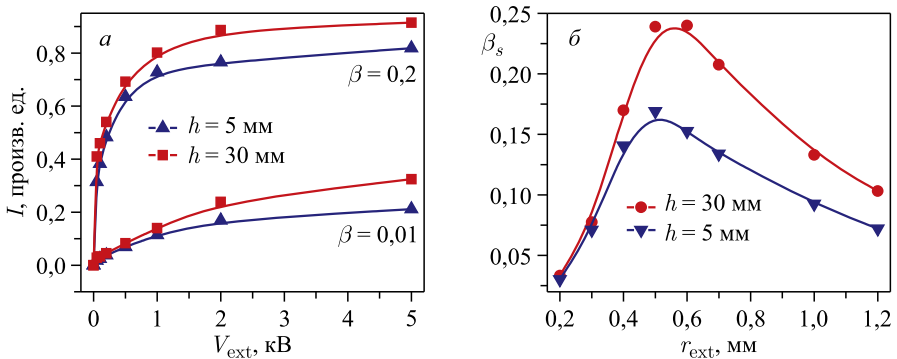 а
0,8
0,6
0,4
0,2
0,0
I, произв. ед.
β = 0,2
h = 5 мм
h = 30 мм
β = 0,01
0 1 2 3 4 5
V_ext, кВ
б
β_s
0,25
0,20
0,15
0,10
0,05
h = 30 мм
h = 5 мм
0,2 0,4 0,6 0,8 1,0 1,2
r_ext, мм